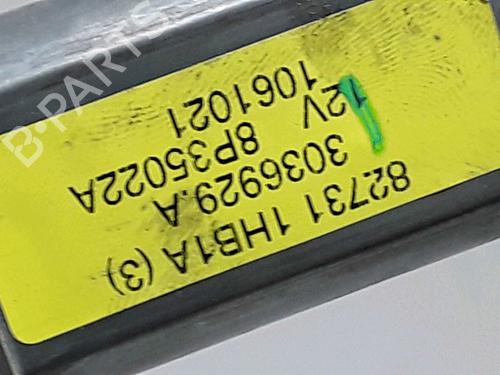 82731 1HB1A (3)
3036929.A
8P35022A
12V
1061021
B-PARTS